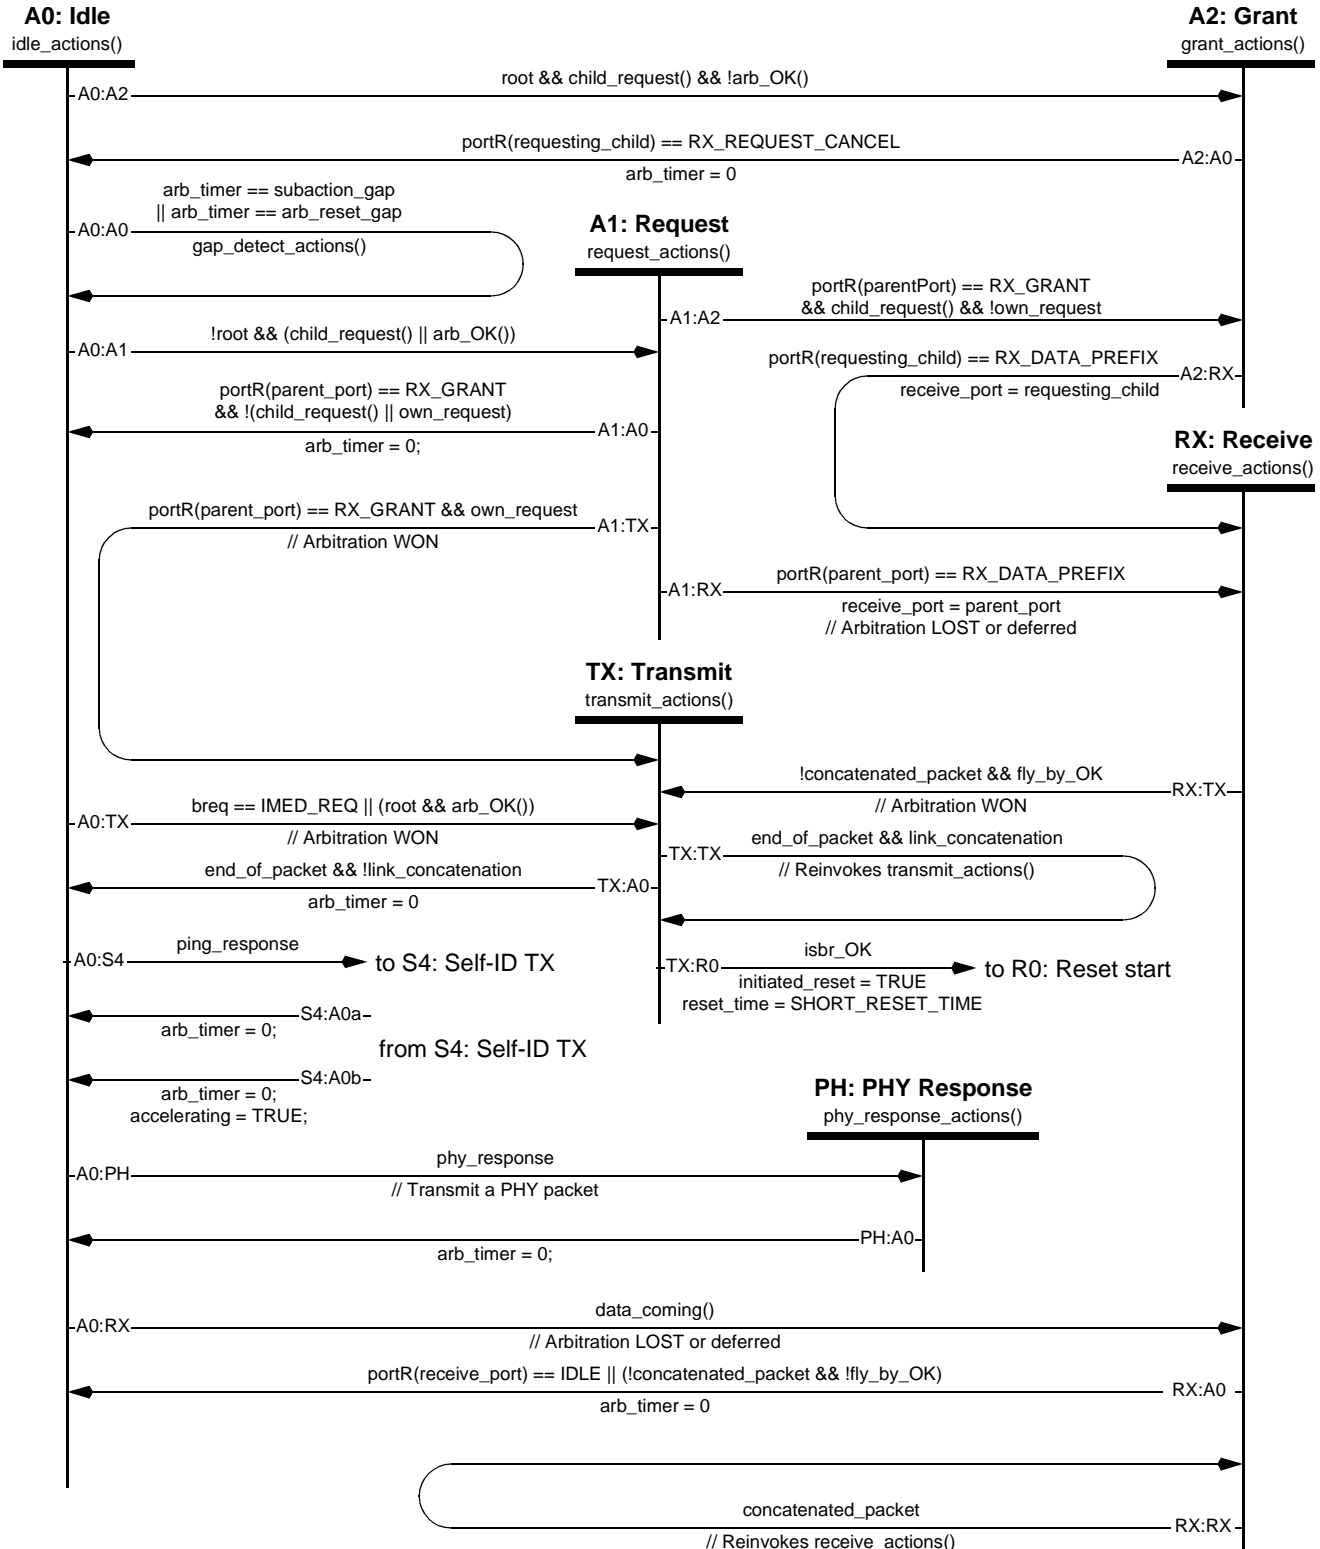 A0: Idle
idle_actions()
A2: Grant
grant_actions()
root && child_request() && !arb_OK()
A0:A2
portR(requesting_child) == RX_REQUEST_CANCEL
A2:A0
arb_timer = 0
arb_timer == subaction_gap
|| arb_timer == arb_reset_gap
A0:A0
gap_detect_actions()
A1: Request
request_actions()
portR(parentPort) == RX_GRANT
&& child_request() && !own_request
A1:A2
!root && (child_request() || arb_OK())
A0:A1
portR(requesting_child) == RX_DATA_PREFIX
A2:RX
receive_port = requesting_child
portR(parent_port) == RX_GRANT
&& !(child_request() || own_request)
A1:A0
arb_timer = 0;
RX: Receive
receive_actions()
portR(parent_port) == RX_GRANT && own_request
A1:TX
// Arbitration WON
portR(parent_port) == RX_DATA_PREFIX
A1:RX
receive_port = parent_port
// Arbitration LOST or deferred
TX: Transmit
transmit_actions()
!concatenated_packet && fly_by_OK
RX:TX
// Arbitration WON
breq == IMED_REQ || (root && arb_OK())
A0:TX
// Arbitration WON
end_of_packet && link_concatenation
TX:TX
// Reinvokes transmit_actions()
end_of_packet && !link_concatenation
TX:A0
arb_timer = 0
ping_response
A0:S4
to S4: Self-ID TX
isbr_OK
TX:R0
to R0: Reset start
initiated_reset = TRUE
reset_time = SHORT_RESET_TIME
S4:A0a
arb_timer = 0;
from S4: Self-ID TX
S4:A0b
arb_timer = 0;
accelerating = TRUE;
PH: PHY Response
phy_response_actions()
phy_response
A0:PH
// Transmit a PHY packet
PH:A0
arb_timer = 0;
data_coming()
A0:RX
// Arbitration LOST or deferred
portR(receive_port) == IDLE || (!concatenated_packet && !fly_by_OK)
RX:A0
arb_timer = 0
concatenated_packet
RX:RX
// Reinvokes receive_actions()